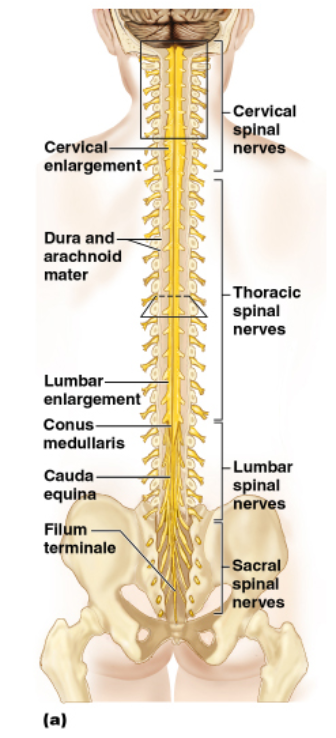 Cervical
spinal
nerves
Cervical
enlargement
Dura and
arachnoid
mater
Thoracic
spinal
nerves
Lumbar
enlargement
Conus
medullaris
Cauda
equina
Lumbar
spinal
nerves
Filum
terminale
Sacral
spinal
nerves
(a)